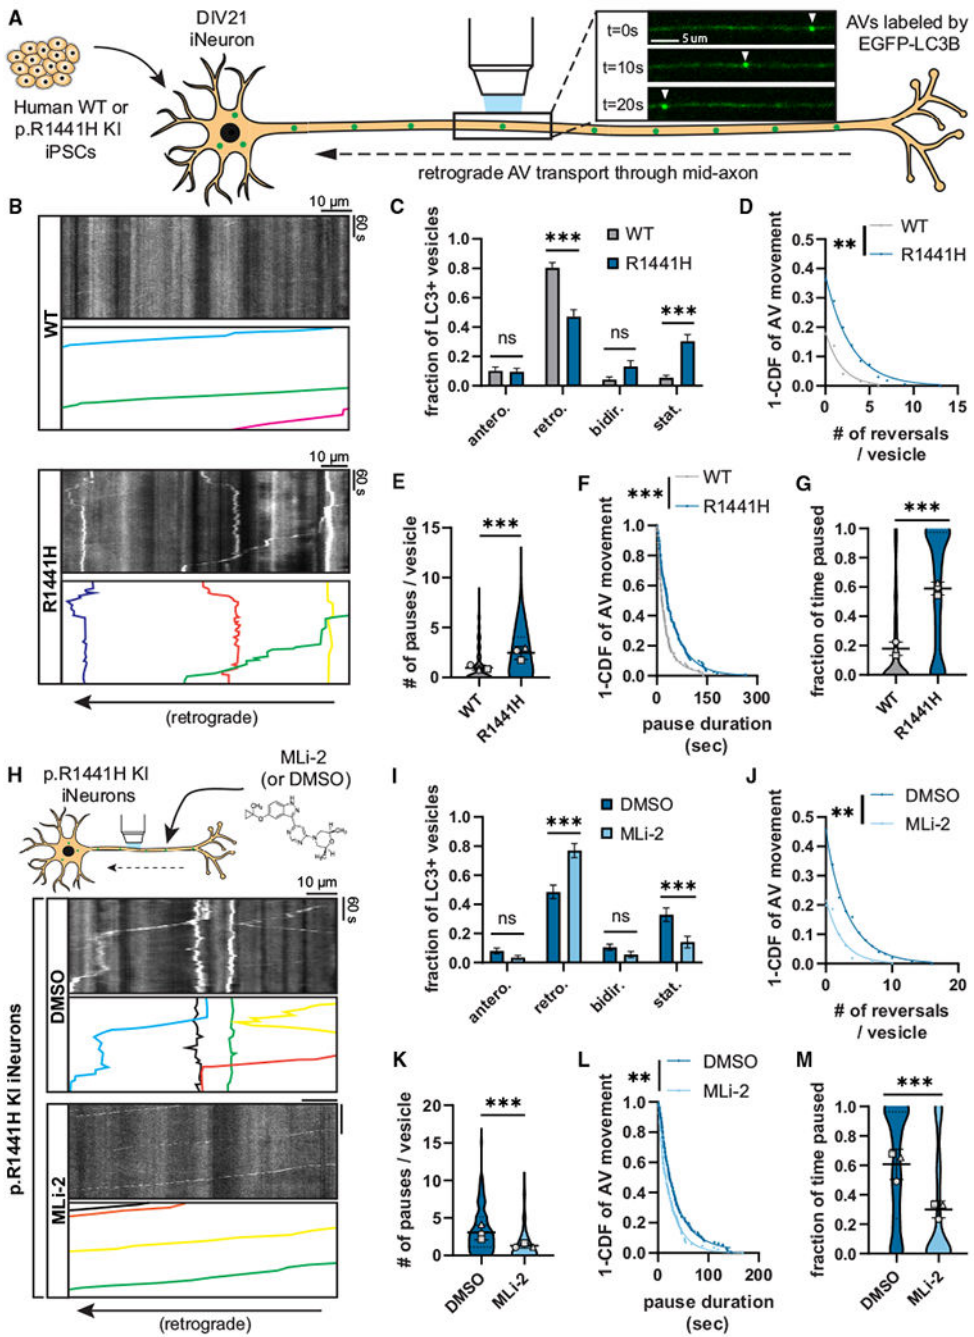 A
DIV21
iNeuron
Human WT or
p.R1441H KI
iPSCs
t=0s
5 um
t=10s
t=20s
AVs labeled by
EGFP-LC3B
retrograde AV transport through mid-axon
B
10 µm
60 s
WT
10 µm
60 s
R1441H
(retrograde)
C
fraction of LC3+ vesicles
1.0
0.8
0.6
0.4
0.2
0.0
WT
R1441H
ns
***
ns
***
antero.
retro.
bidir.
stat.
D
1-CDF of AV movement
0.5
0.4
0.3
0.2
0.1
0.0
**
WT
R1441H
0
5
10
15
# of reversals
/ vesicle
E
# of pauses / vesicle
15
10
5
0
***
WT
R1441H
F
1-CDF of AV movement
1.0
0.8
0.6
0.4
0.2
0.0
***
WT
R1441H
0
150
300
pause duration
(sec)
G
fraction of time paused
1.0
0.8
0.6
0.4
0.2
0.0
***
WT
R1441H
H
p.R1441H KI
iNeurons
MLi-2
(or DMSO)
CH₃
N
H
N
O
N
N
N
H
CH₃
O
H₃C
H
10 µm
60 s
p.R1441H KI iNeurons
DMSO
MLi-2
(retrograde)
I
fraction of LC3+ vesicles
1.0
0.8
0.6
0.4
0.2
0.0
DMSO
MLi-2
ns
***
ns
***
antero.
retro.
bidir.
stat.
J
1-CDF of AV movement
0.5
0.4
0.3
0.2
0.1
0.0
**
DMSO
MLi-2
0
10
20
# of reversals
/ vesicle
K
# of pauses / vesicle
20
15
10
5
0
***
DMSO
MLi-2
L
1-CDF of AV movement
1.0
0.8
0.6
0.4
0.2
0.0
**
DMSO
MLi-2
0
100
200
pause duration
(sec)
M
fraction of time paused
1.0
0.8
0.6
0.4
0.2
0.0
***
DMSO
MLi-2